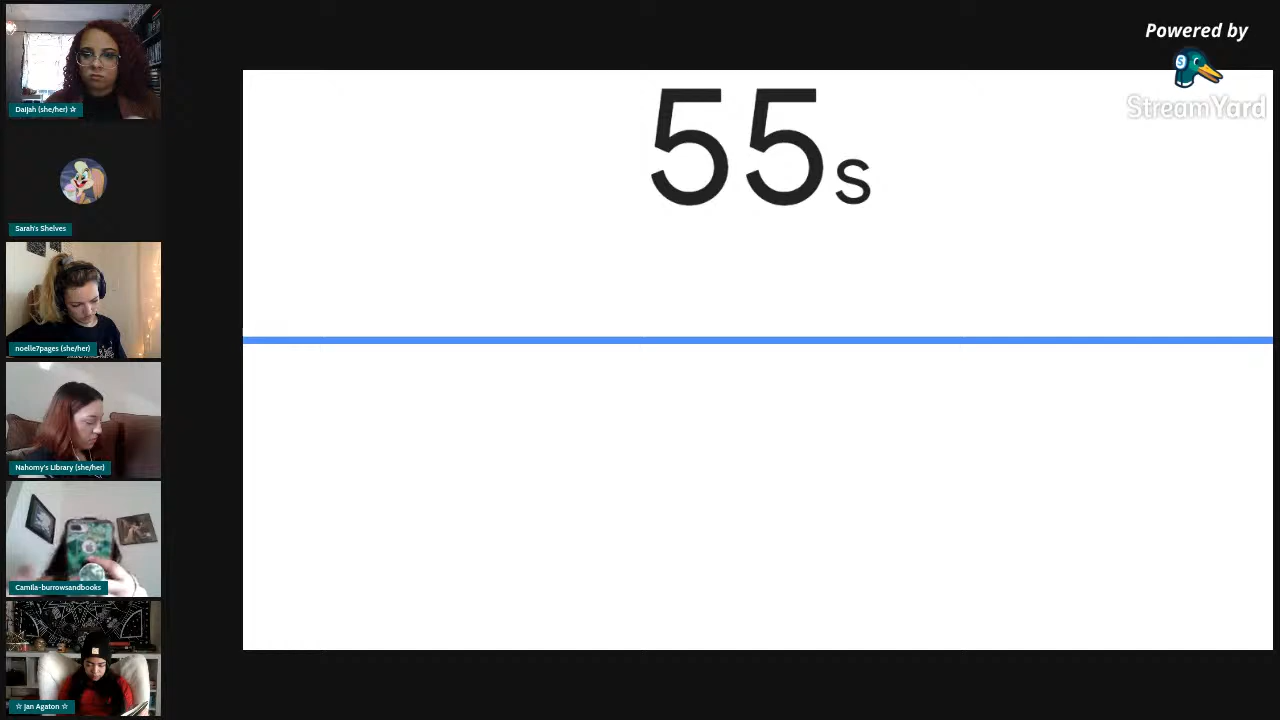 Powered by
StreamYard
55s
Daijah (she/her) ☆
Sarah's Shelves
noelle7pages (she/her)
Nahomy's Library (she/her)
Camila-burrowsandbooks
☆ Jan Agaton ☆